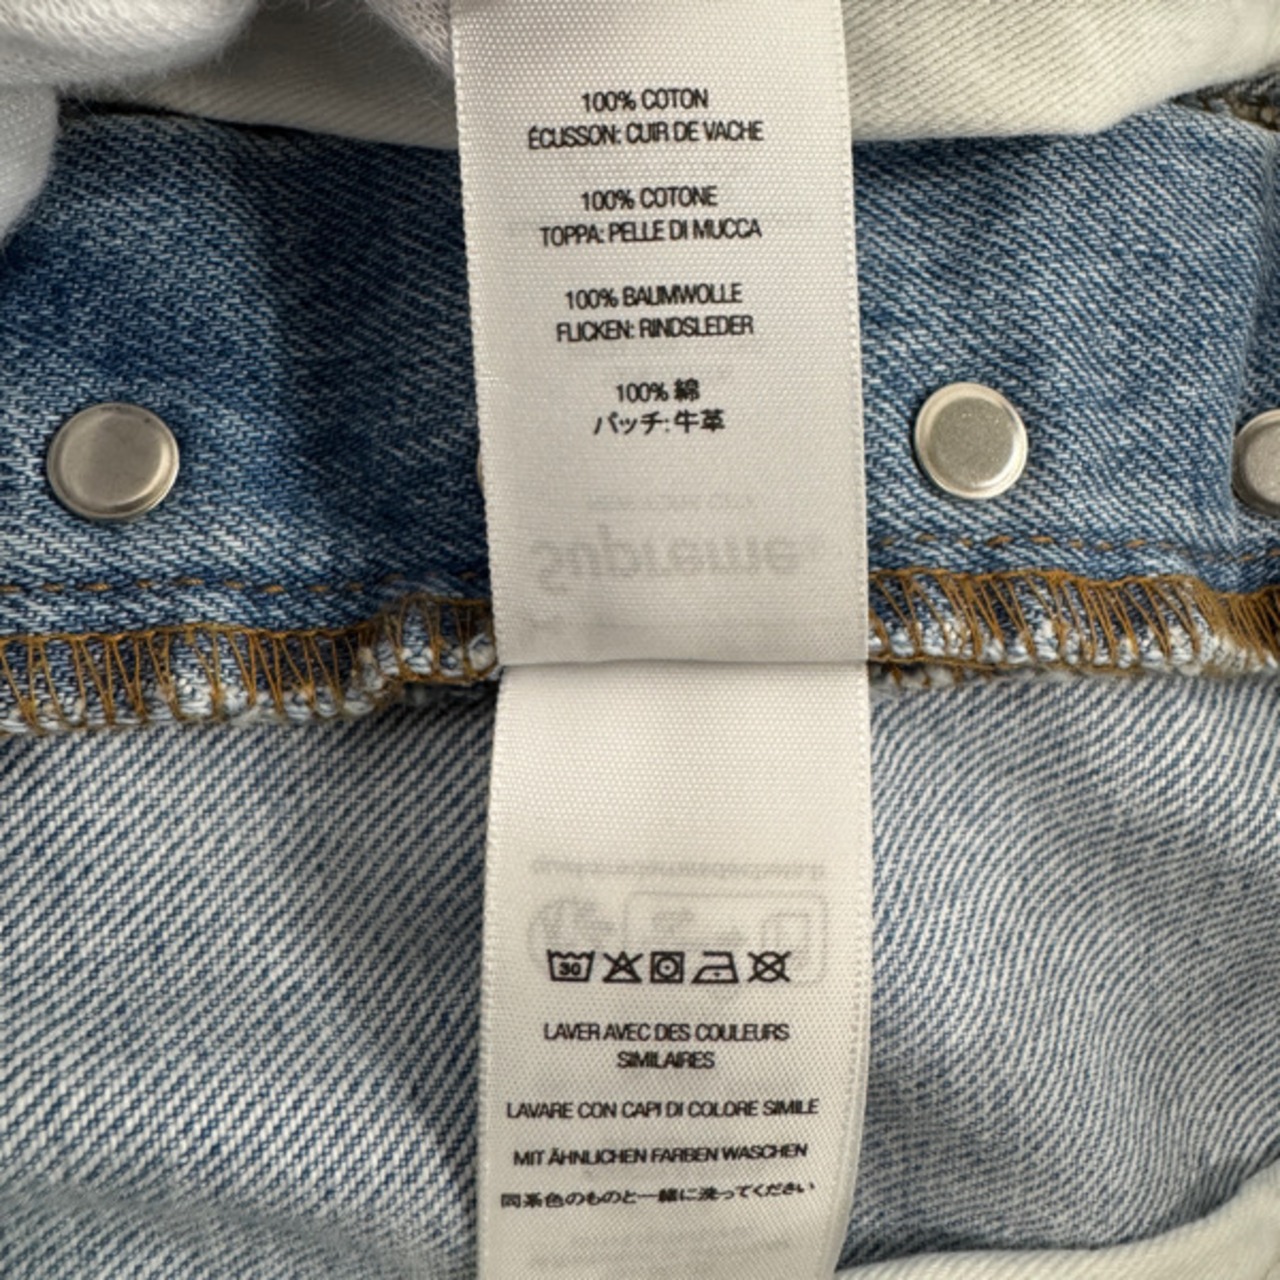 100% COTON
ÉCUSSON: CUIR DE VACHE
100% COTONE
TOPPA: PELLE DI MUCCA
100% BAUMWOLLE
FLICKEN: RINDSLEDER
100% 綿
パッチ: 牛革
Supreme
30
LAVER AVEC DES COULEURS
SIMILAIRES
LAVARE CON CAPI DI COLORE SIMILE
MIT ÄHNLICHEN FARBEN WASCHEN
同系色のものと一緒に洗ってください